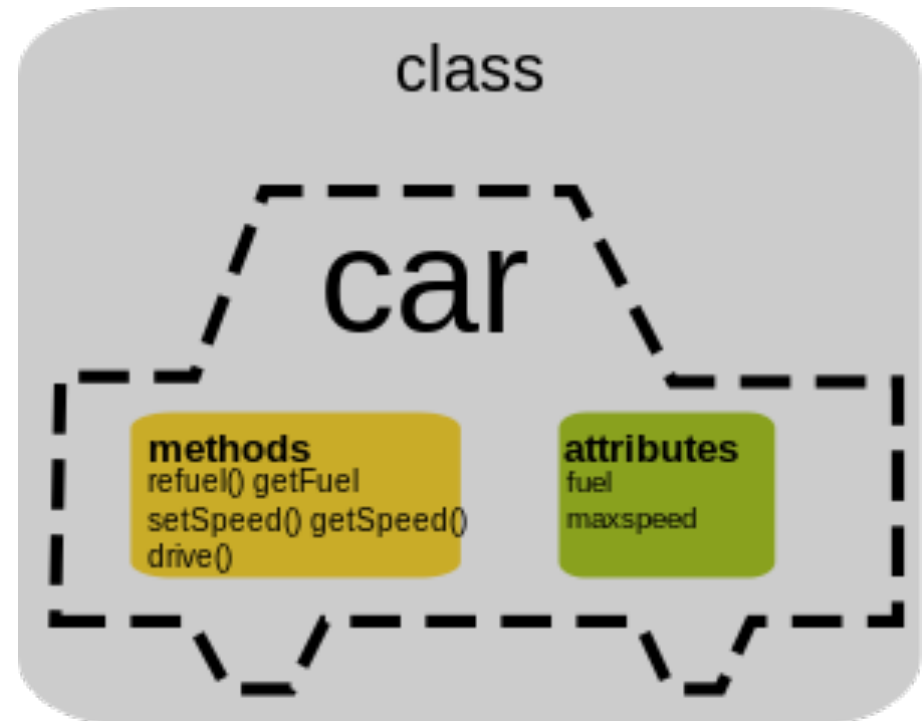 class
car
methods
refuel() getFuel
setSpeed() getSpeed()
drive()
attributes
fuel
maxspeed